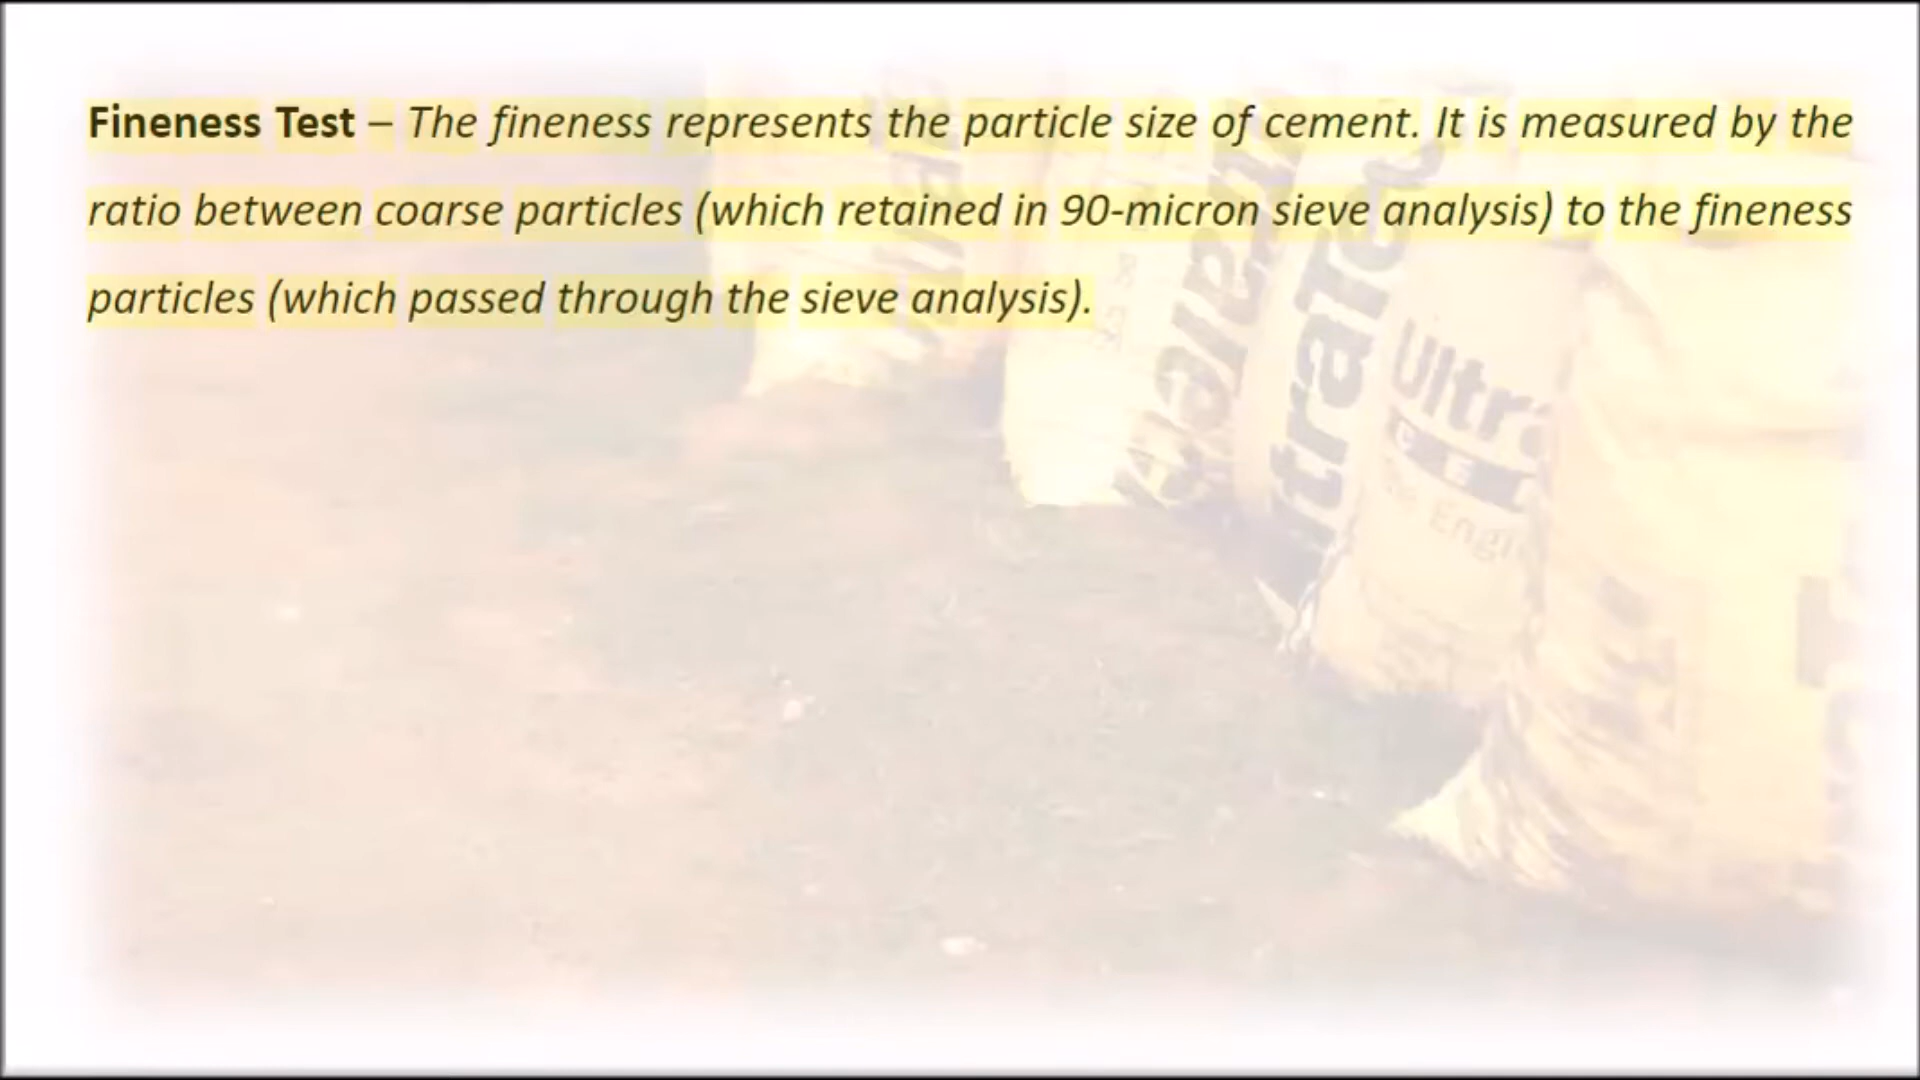 Fineness Test – The fineness represents the particle size of cement. It is measured by the
ratio between coarse particles (which retained in 90-micron sieve analysis) to the fineness
particles (which passed through the sieve analysis).
Ultra